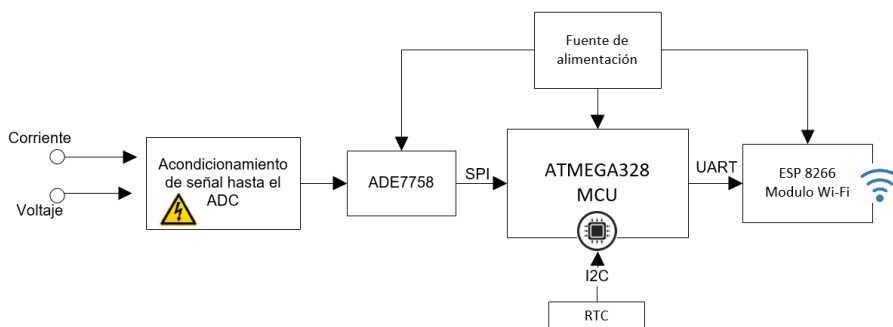 Fuente de
alimentación
Corriente
Voltaje
Acondicionamiento
de señal hasta el
ADC
ADE7758
SPI
ATMEGA328
MCU
UART
ESP 8266
Modulo Wi-Fi
I2C
RTC